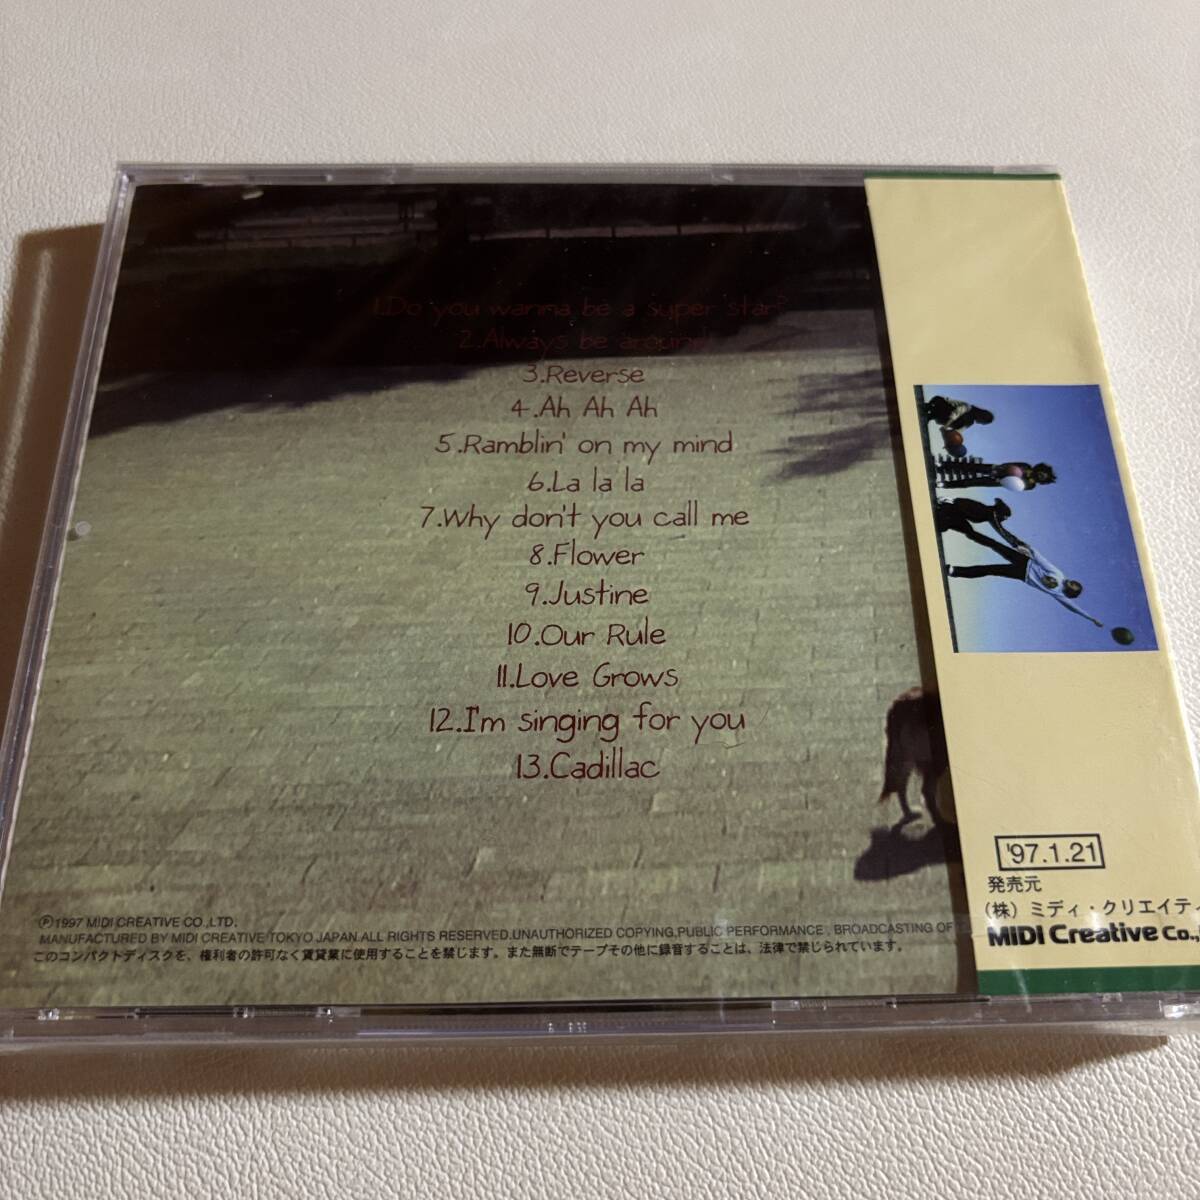 1.Do you wanna be a super star?
2.Always be around
3.Reverse
4.Ah Ah Ah
5.Ramblin' on my mind
6.La la la
7.Why don't you call me
8.Flower
9.Justine
10.Our Rule
11.Love Grows
12.I'm singing for you
13.Cadillac
'97.1.21
発売元
(株) ミディ・クリエイティ
MIDI Creative Co.,
Ⓟ1997 MIDI CREATIVE CO.,LTD.
MANUFACTURED BY MIDI CREATIVE TOKYO JAPAN.ALL RIGHTS RESERVED.UNAUTHORIZED COPYING,PUBLIC PERFORMANCE, BROADCASTING OF
このコンパクトディスクを、権利者の許可なく賃貸業に使用することを禁じます。また無断でテープその他に録音することは、法律で禁じられています。